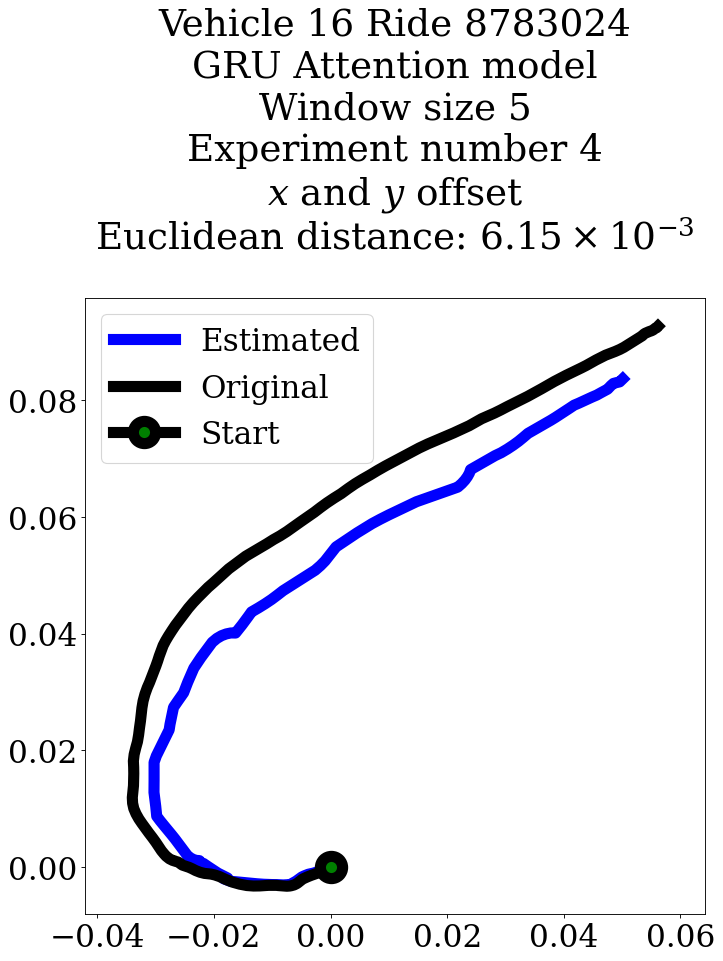 Vehicle 16 Ride 8783024
GRU Attention model
Window size 5
Experiment number 4
x and y offset
Euclidean distance: 6.15 × 10⁻³
Estimated
Original
Start
0.08
0.06
0.04
0.02
0.00
−0.04 −0.02 0.00 0.02 0.04 0.06